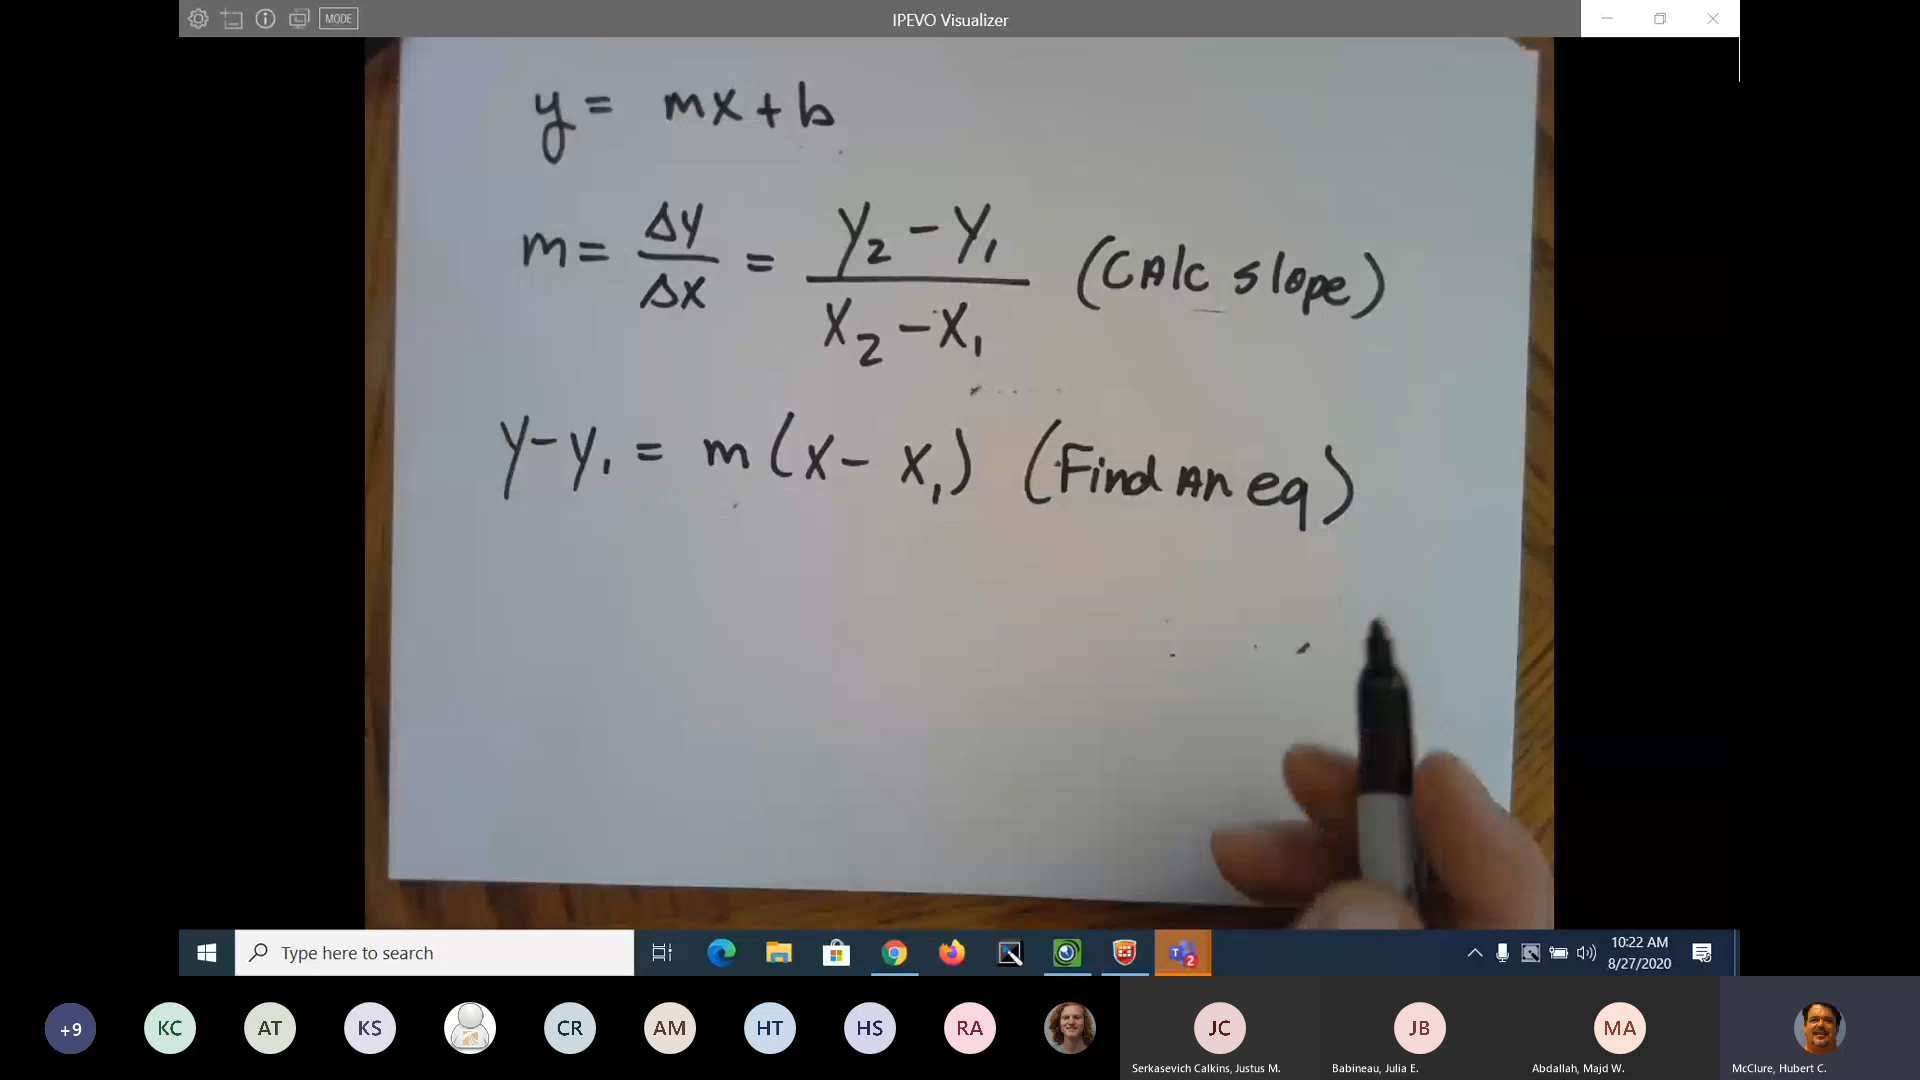 MODE
IPEVO Visualizer
y = mx + b
m = Δy/Δx = (y₂ - y₁)/(x₂ - x₁) (CAlc slope)
y - y₁ = m(x - x₁) (Find An eq)
Type here to search
2
10:22 AM
8/27/2020
+9 KC AT KS CR AM HT HS RA JC JB MA
Serkasevich Calkins, Justus M. Babineau, Julia E. Abdallah, Majd W. McClure, Hubert C.